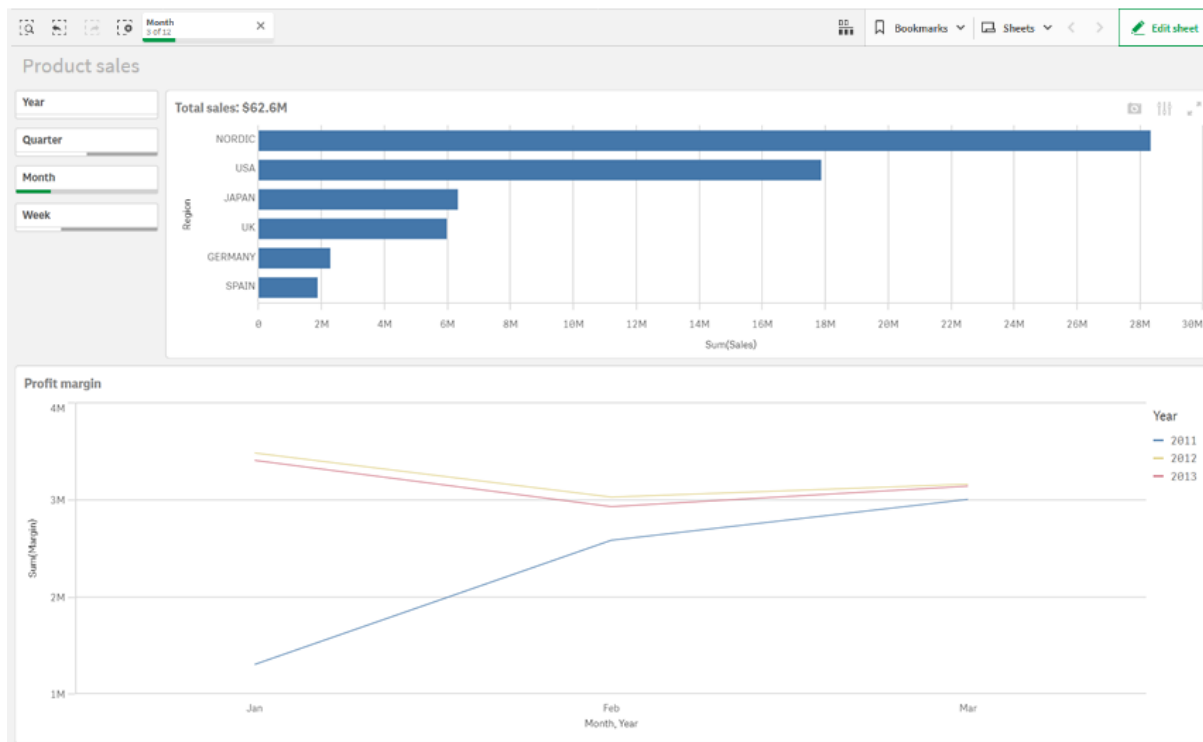 Month
3 of 12
Bookmarks
Sheets
Edit sheet
Product sales
Year
Quarter
Month
Week
Total sales: $62.6M
Region
NORDIC
USA
JAPAN
UK
GERMANY
SPAIN
0 2M 4M 6M 8M 10M 12M 14M 16M 18M 20M 22M 24M 26M 28M 30M
Sum(Sales)
Profit margin
Sum(Margin)
4M
3M
2M
1M
Jan Feb Mar
Month, Year
Year
2011
2012
2013